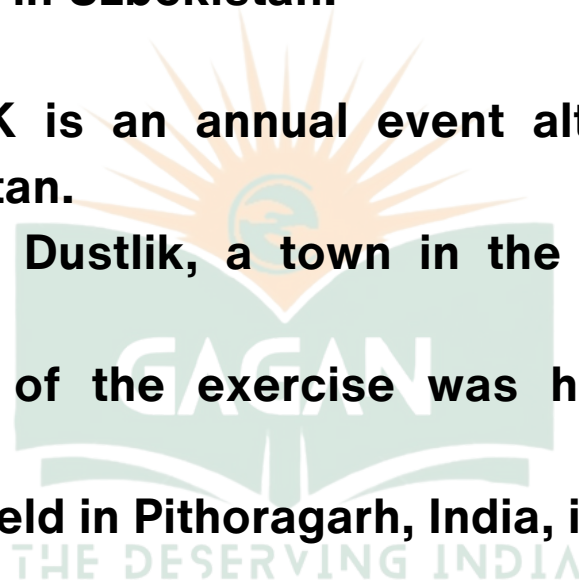 in Uzbekistan.
K is an annual event alt
tan.
Dustlik, a town in the
of the exercise was h
eld in Pithoragarh, India, i
GAGAN
THE DESERVING INDIA